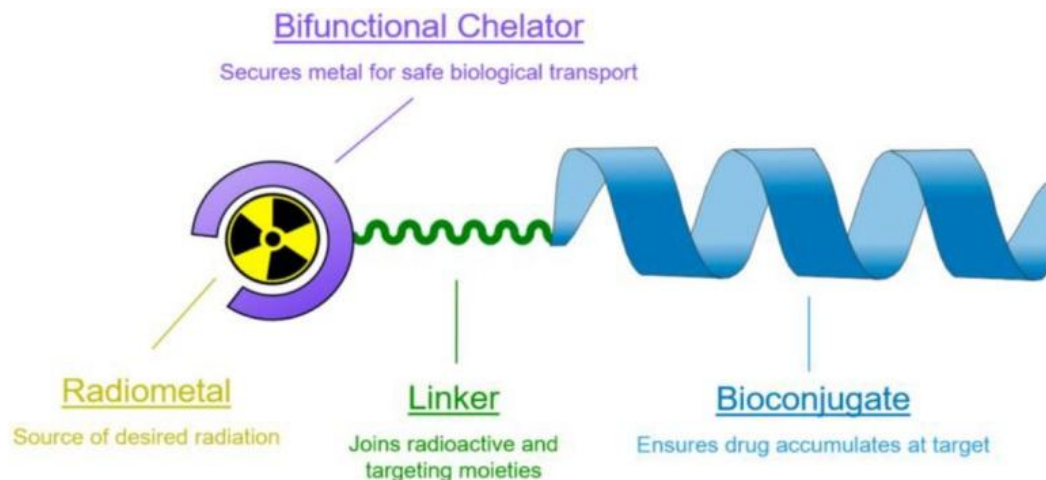 Bifunctional Chelator
Secures metal for safe biological transport
Radiometal
Source of desired radiation
Linker
Joins radioactive and
targeting moieties
Bioconjugate
Ensures drug accumulates at target